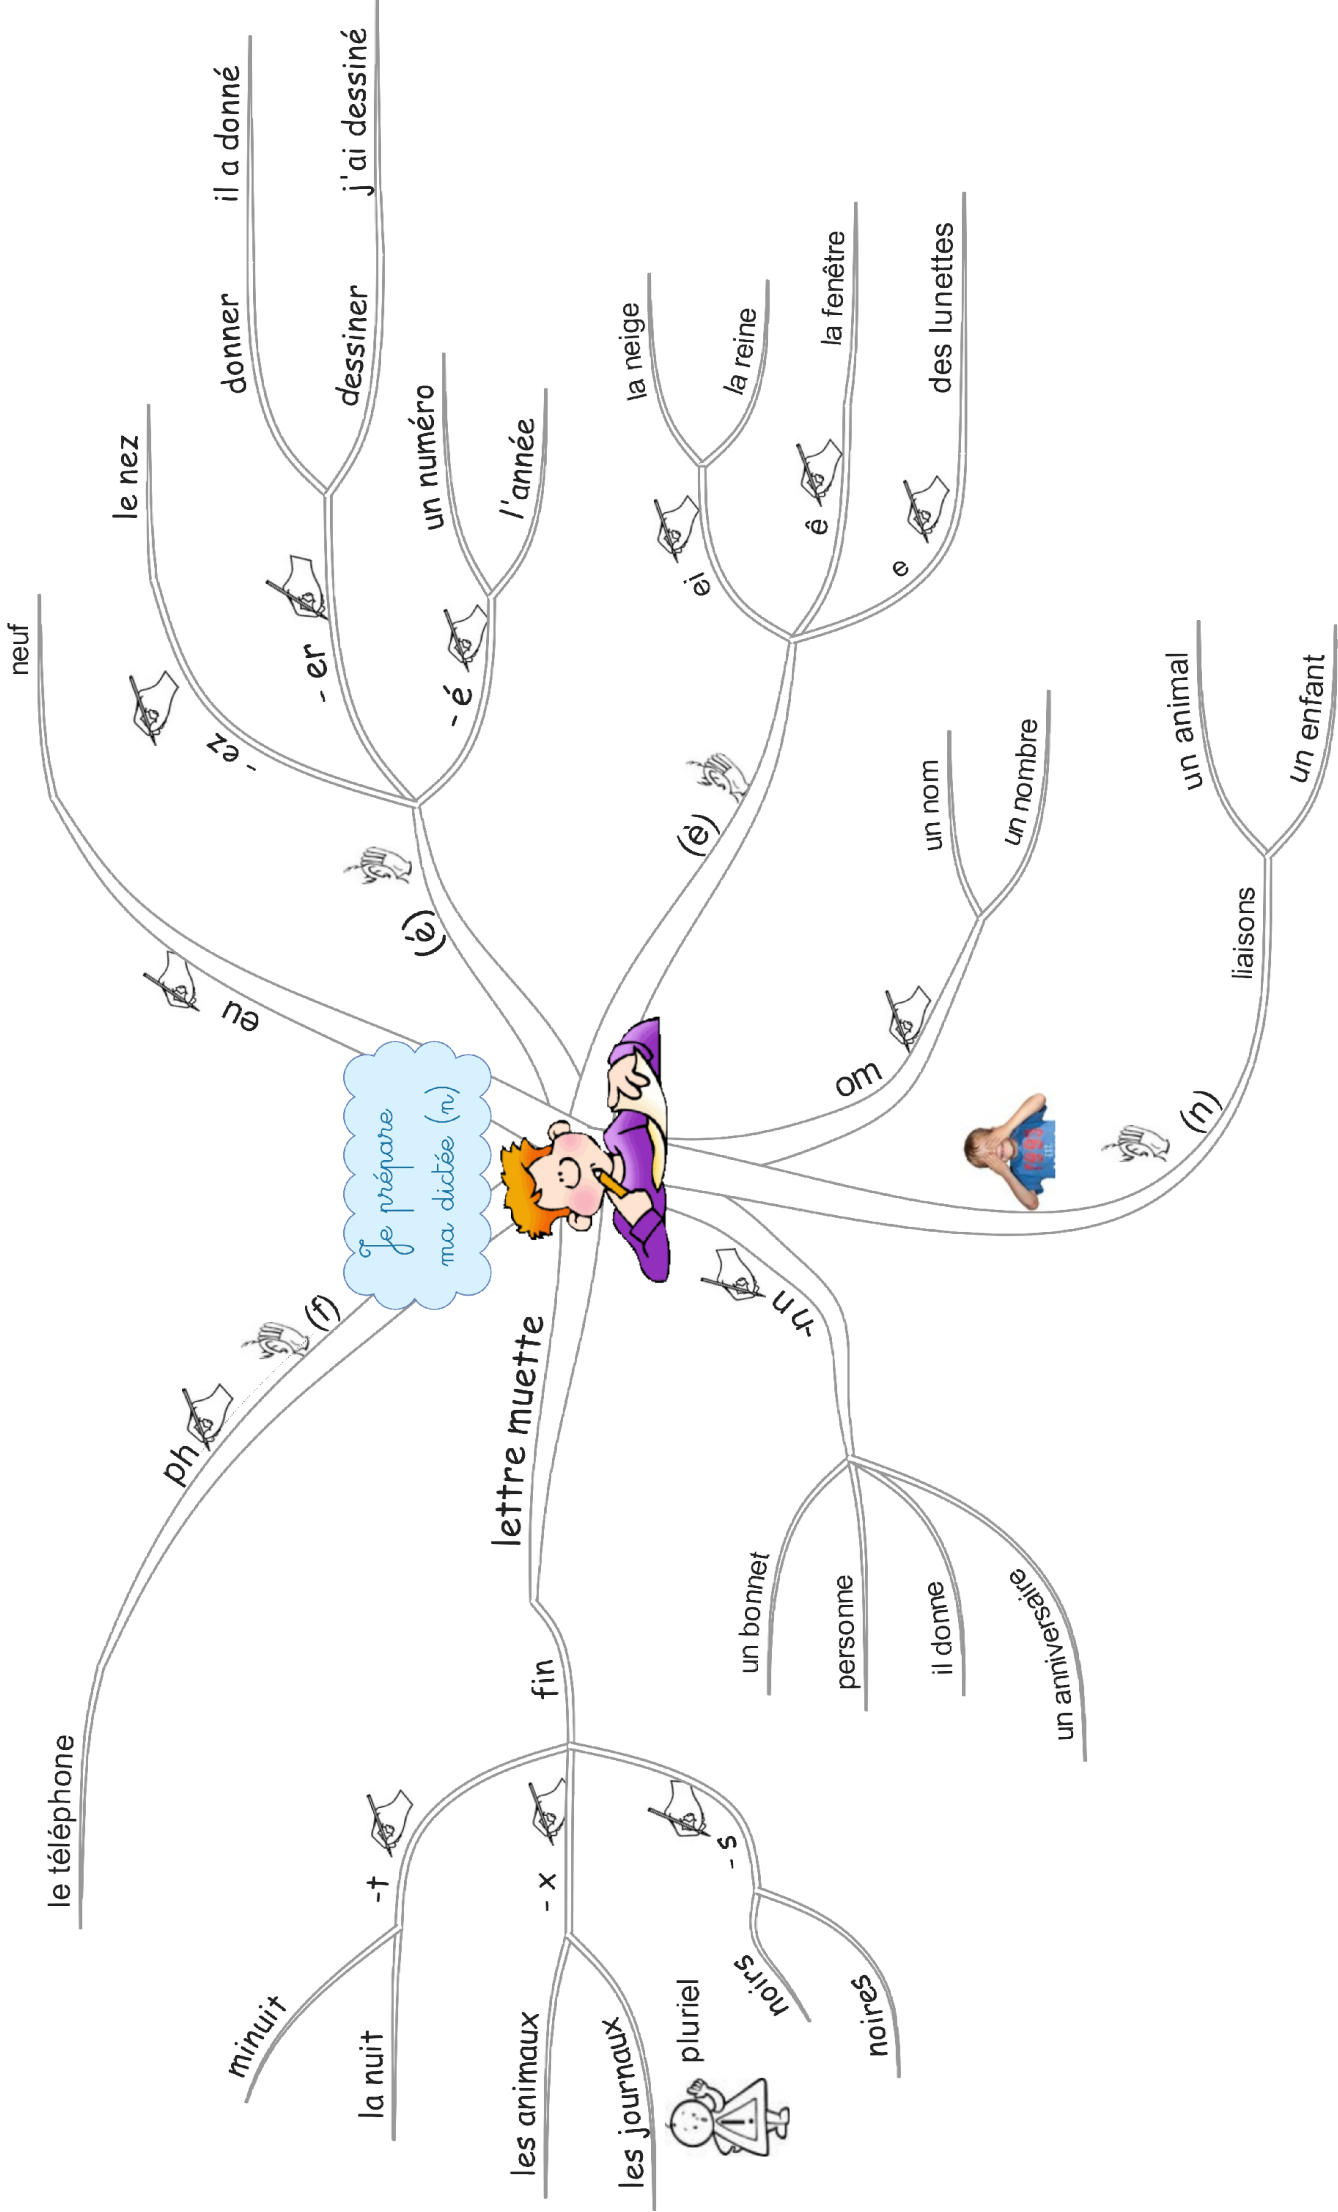 Je prépare
ma dictée (n)
eu
neuf
(é)
- ez
le nez
- er
donner
il a donné
dessiner
j'ai dessiné
- é
un numéro
l'année
(è)
ei
la neige
la reine
ê
la fenêtre
e
des lunettes
om
un nom
un nombre
(n)
liaisons
un animal
un enfant
-nn
un bonnet
personne
il donne
un anniversaire
lettre muette
fin
-t
minuit
la nuit
- x
les animaux
les journaux
- s
noirs
noires
pluriel
(f)
ph
le téléphone